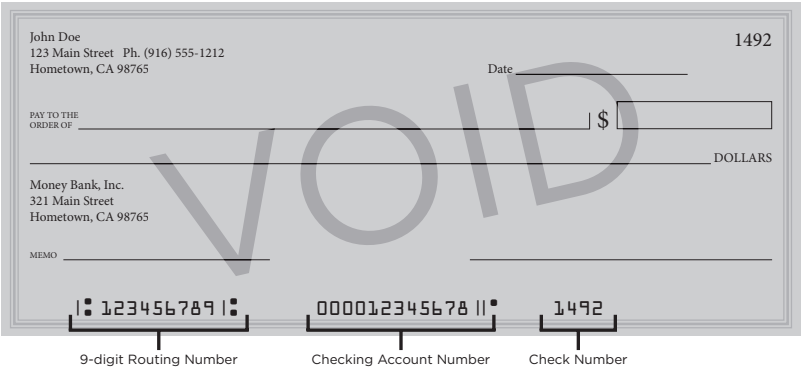 John Doe
1492
123 Main Street Ph. (916) 555-1212
Hometown, CA 98765
Date
PAY TO THE
ORDER OF
$
DOLLARS
VOID
Money Bank, Inc.
321 Main Street
Hometown, CA 98765
MEMO
⑆123456789⑆ 000012345678⑈ 1492
9-digit Routing Number Checking Account Number Check Number